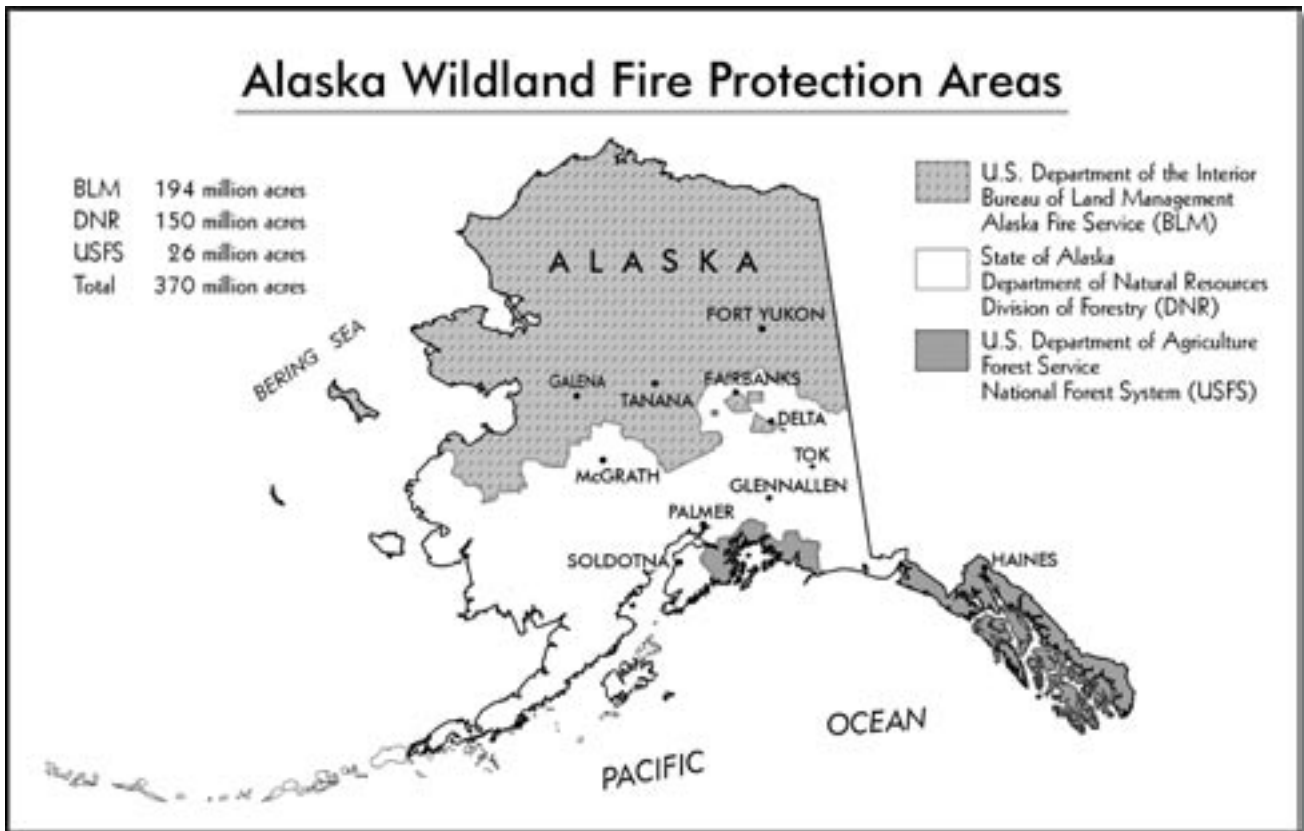 Alaska Wildland Fire Protection Areas
BLM 194 million acres
DNR 150 million acres
USFS 26 million acres
Total 370 million acres
U.S. Department of the Interior
Bureau of Land Management
Alaska Fire Service (BLM)
State of Alaska
Department of Natural Resources
Division of Forestry (DNR)
U.S. Department of Agriculture
Forest Service
National Forest System (USFS)
ALASKA
FORT YUKON
BERING SEA
GALENA
TANANA
FAIRBANKS
DELTA
TOK
McGRATH
GLENNALLEN
PALMER
SOLDOTNA
HAINES
PACIFIC OCEAN